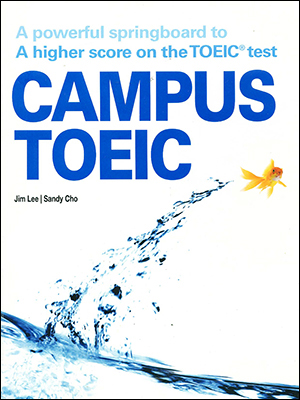 A powerful springboard to
A higher score on the TOEIC® test
CAMPUS
TOEIC
Jim Lee | Sandy Cho